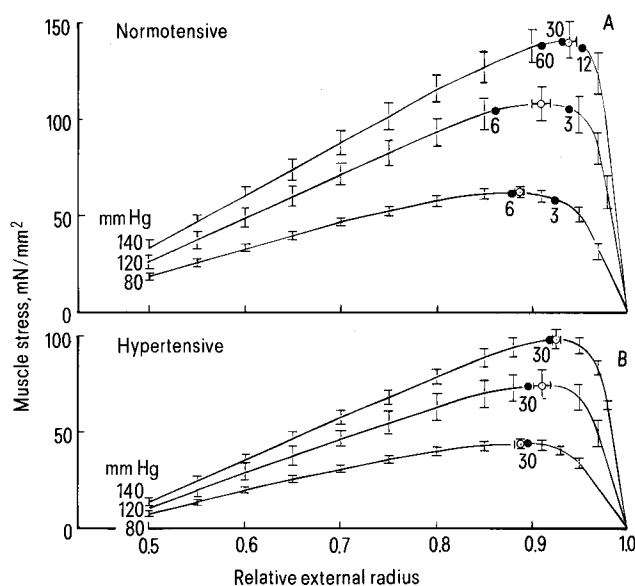 150
Normotensive
A
30
60
12
100
6
3
50
mm Hg
140
120
80
6
3
0
Muscle stress, mN/mm²
100
Hypertensive
B
30
30
50
mm Hg
140
120
80
30
0
0.5 0.6 0.7 0.8 0.9 1.0
Relative external radius